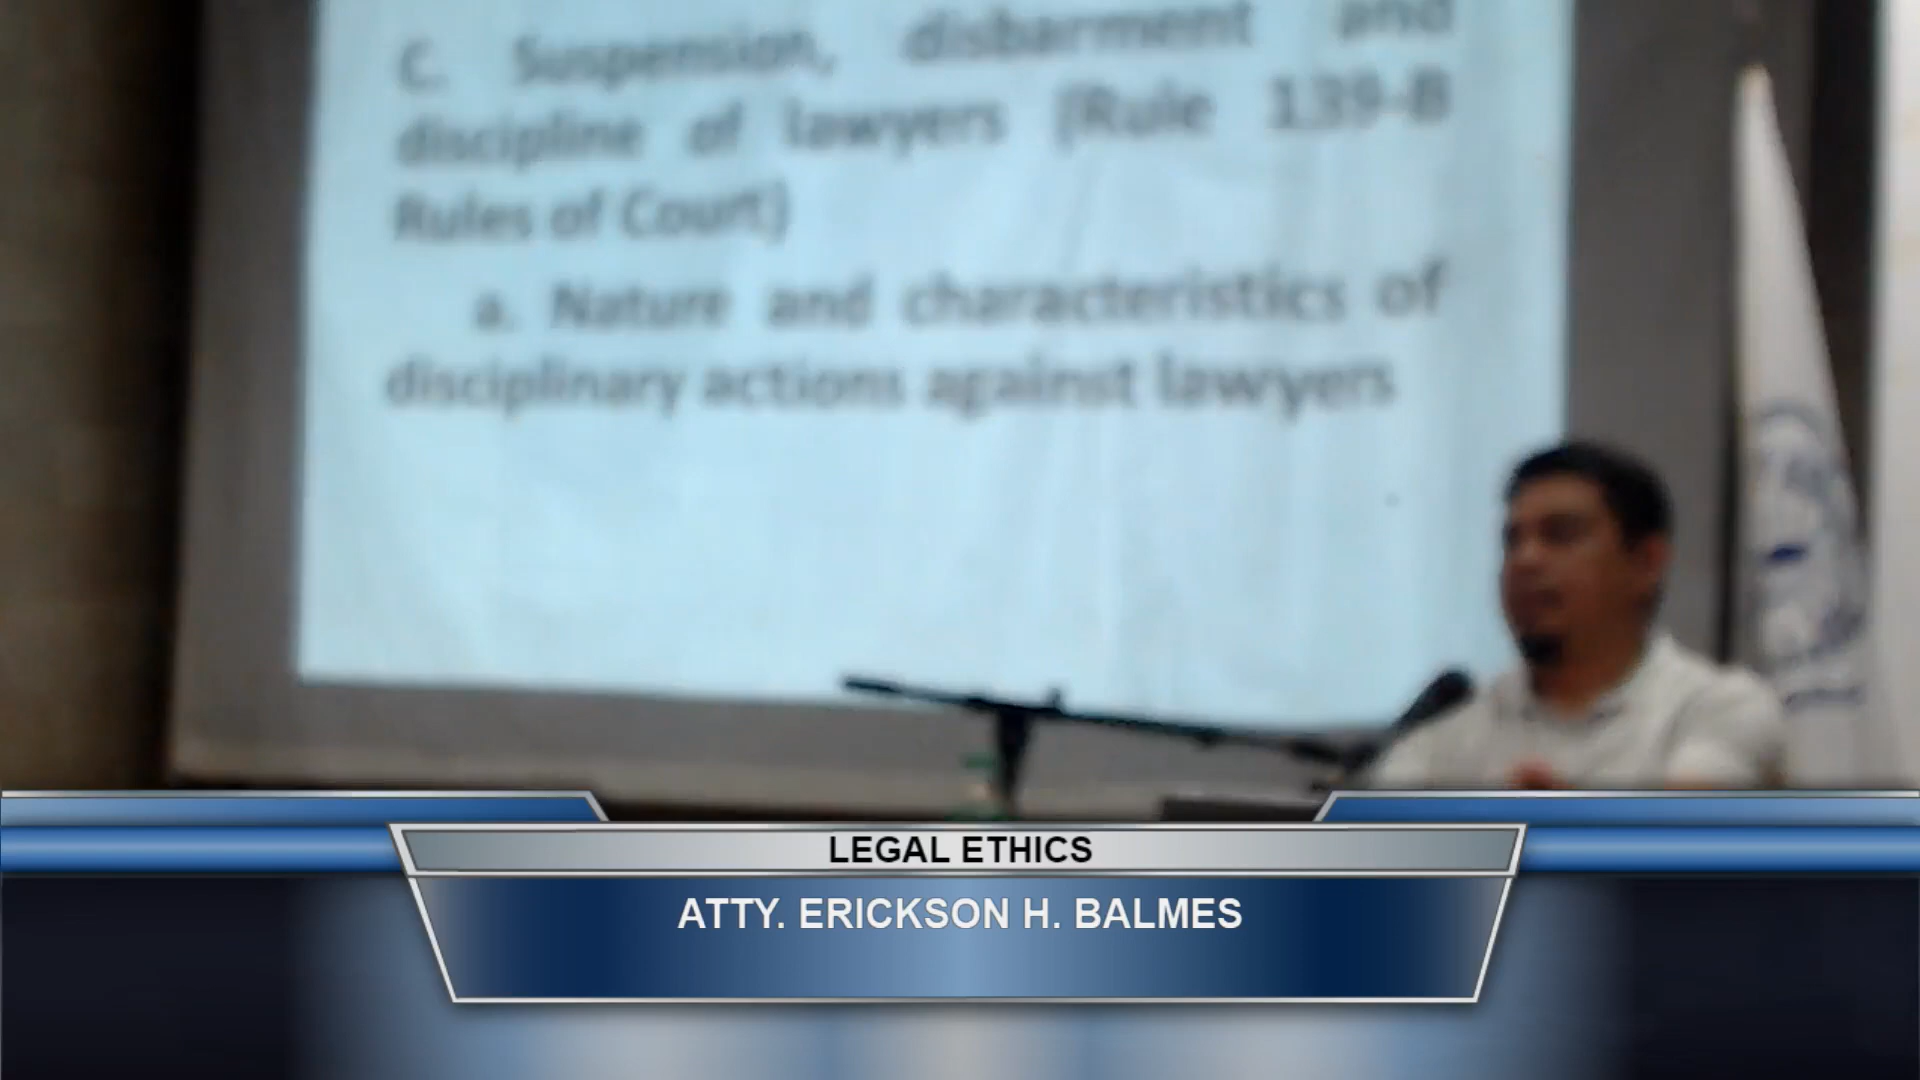 C. Suspension, disbarment and
discipline of lawyers (Rule 139-B
Rules of Court)
a. Nature and characteristics of
disciplinary actions against lawyers
LEGAL ETHICS
ATTY. ERICKSON H. BALMES